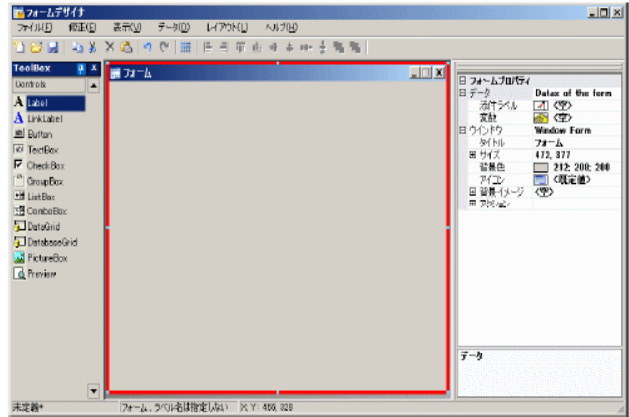 フォームデザイナ
ファイル(F) 修正(E) 表示(V) データ(D) レイアウト(L) ヘルプ(H)
ToolBox
Controls
Label
LinkLabel
Button
TextBox
CheckBox
GroupBox
ListBox
ComboBox
DataGrid
DatabaseGrid
PictureBox
Preview
フォーム
フォームプロパティ
データ Datas of the form
添付ラベル <空>
変数 <空>
ウインドウ Window Form
タイトル フォーム
サイズ 472, 377
背景色 212; 208; 200
アイコン <既定値>
背景イメージ <空>
アクション
データ
未定義* フォーム, ラベル名は指定しない X, Y: 466, 328